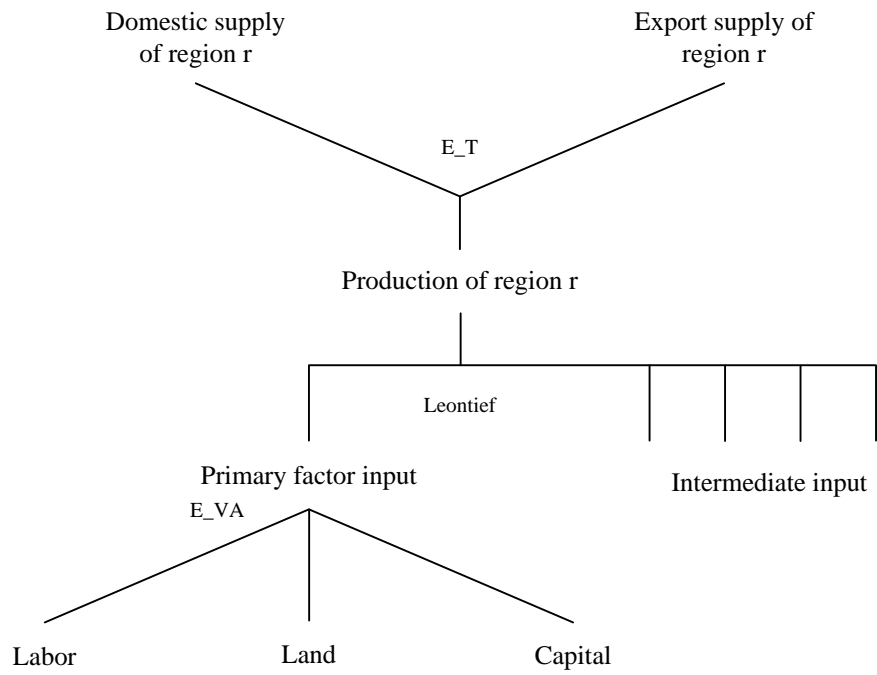 Domestic supply
of region r
Export supply of
region r
E_T
Production of region r
Leontief
Primary factor input
Intermediate input
E_VA
Labor
Land
Capital